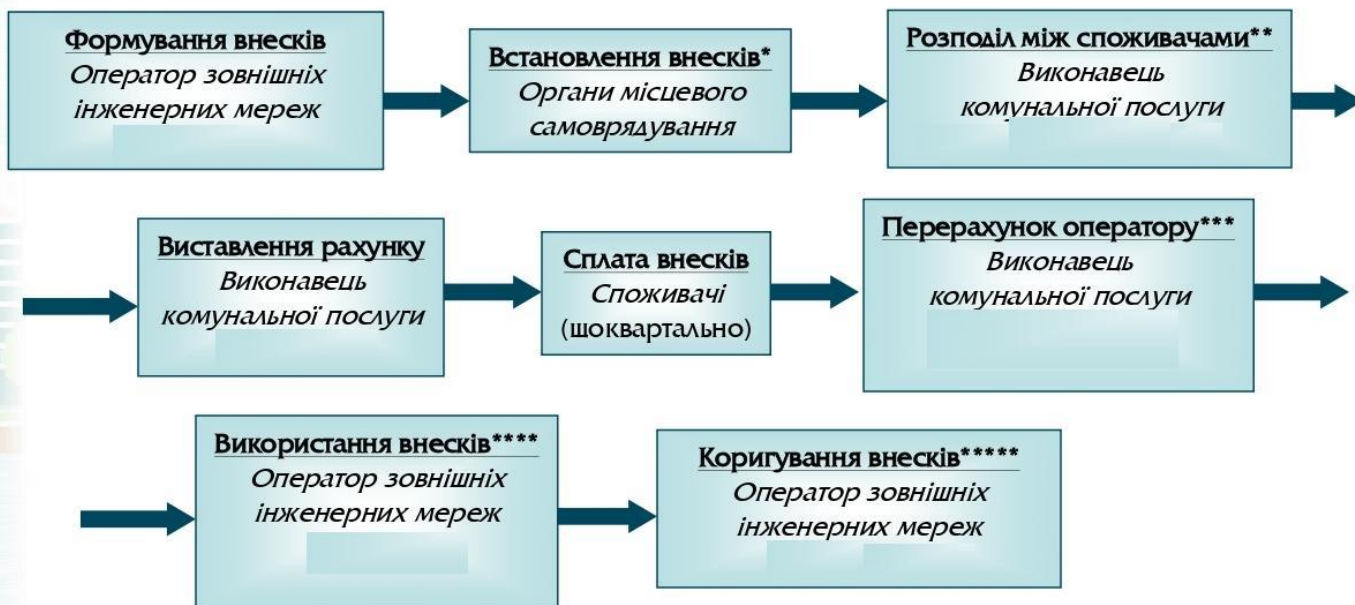 Формування внесків
Оператор зовнішніх
інженерних мереж
Встановлення внесків*
Органи місцевого
самоврядування
Розподіл між споживачами**
Виконавець
комунальної послуги
Виставлення рахунку
Виконавець
комунальної послуги
Сплата внесків
Споживачі
(щоквартально)
Перерахунок оператору***
Виконавець
комунальної послуги
Використання внесків****
Оператор зовнішніх
інженерних мереж
Коригування внесків*****
Оператор зовнішніх
інженерних мереж